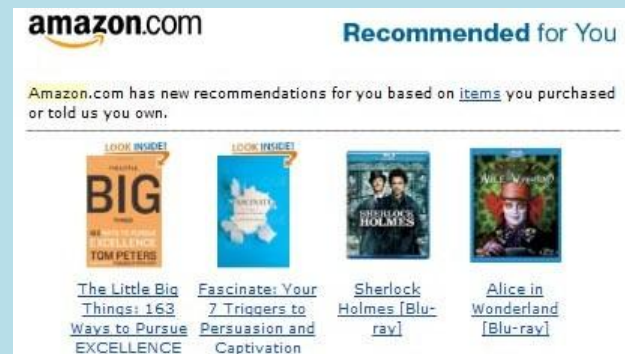 amazon.com
Recommended for You
Amazon.com has new recommendations for you based on items you purchased
or told us you own.
LOOK INSIDE!
BIG
EXCELLENCE
TOM PETERS
LOOK INSIDE!
FASCINATE
SHERLOCK
HOLMES
The Little Big
Things: 163
Ways to Pursue
EXCELLENCE
Fascinate: Your
7 Triggers to
Persuasion and
Captivation
Sherlock
Holmes [Blu-
ray]
Alice in
Wonderland
[Blu-ray]